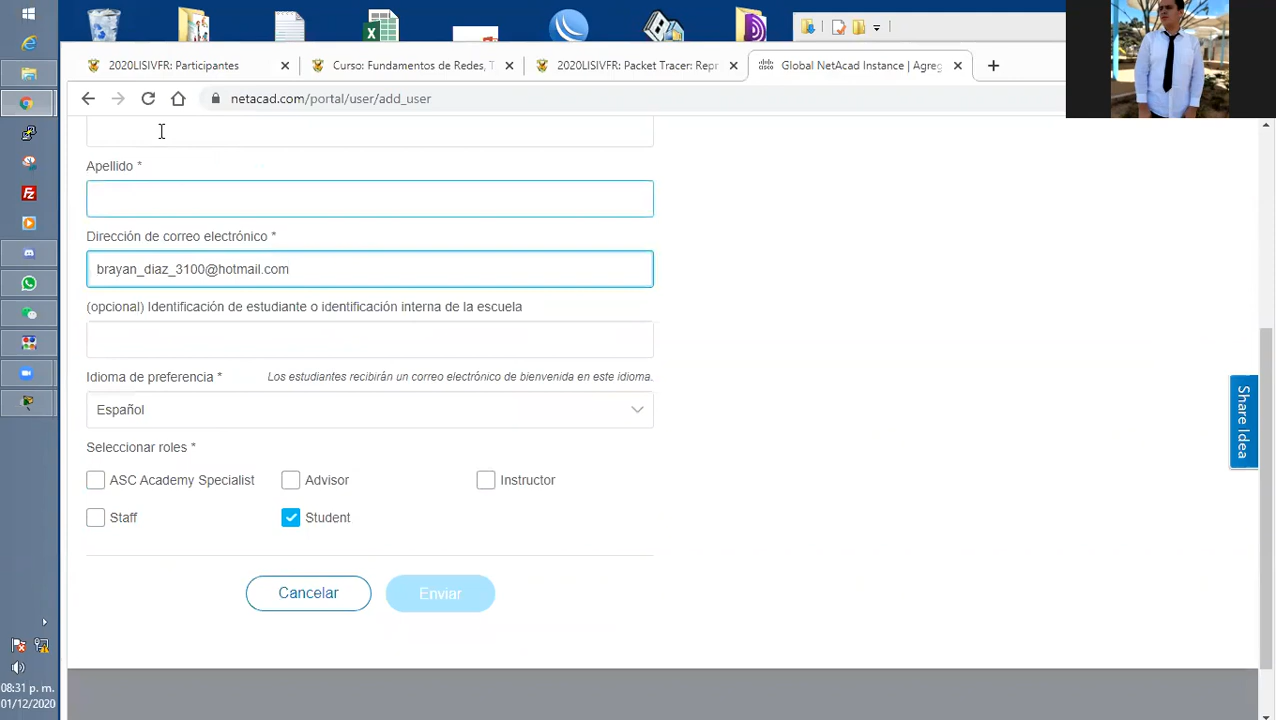 2020LISIVFR: Participantes
Curso: Fundamentos de Redes, T
2020LISIVFR: Packet Tracer: Repr
Global NetAcad Instance | Agreg
netacad.com/portal/user/add_user
Apellido *
Dirección de correo electrónico *
brayan_diaz_3100@hotmail.com
(opcional) Identificación de estudiante o identificación interna de la escuela
Idioma de preferencia *
Los estudiantes recibirán un correo electrónico de bienvenida en este idioma.
Español
Seleccionar roles *
ASC Academy Specialist
Advisor
Instructor
Staff
Student
Cancelar
Enviar
Share Idea
08:31 p. m.
01/12/2020